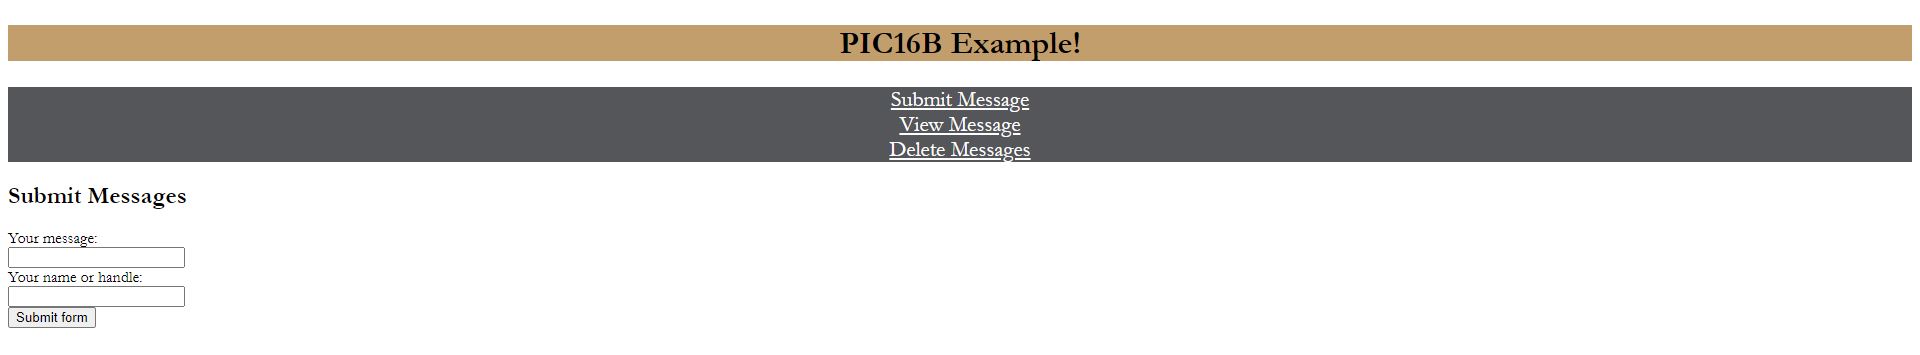 PIC16B Example!
Submit Message
View Message
Delete Messages
Submit Messages
Your message:
Your name or handle:
Submit form